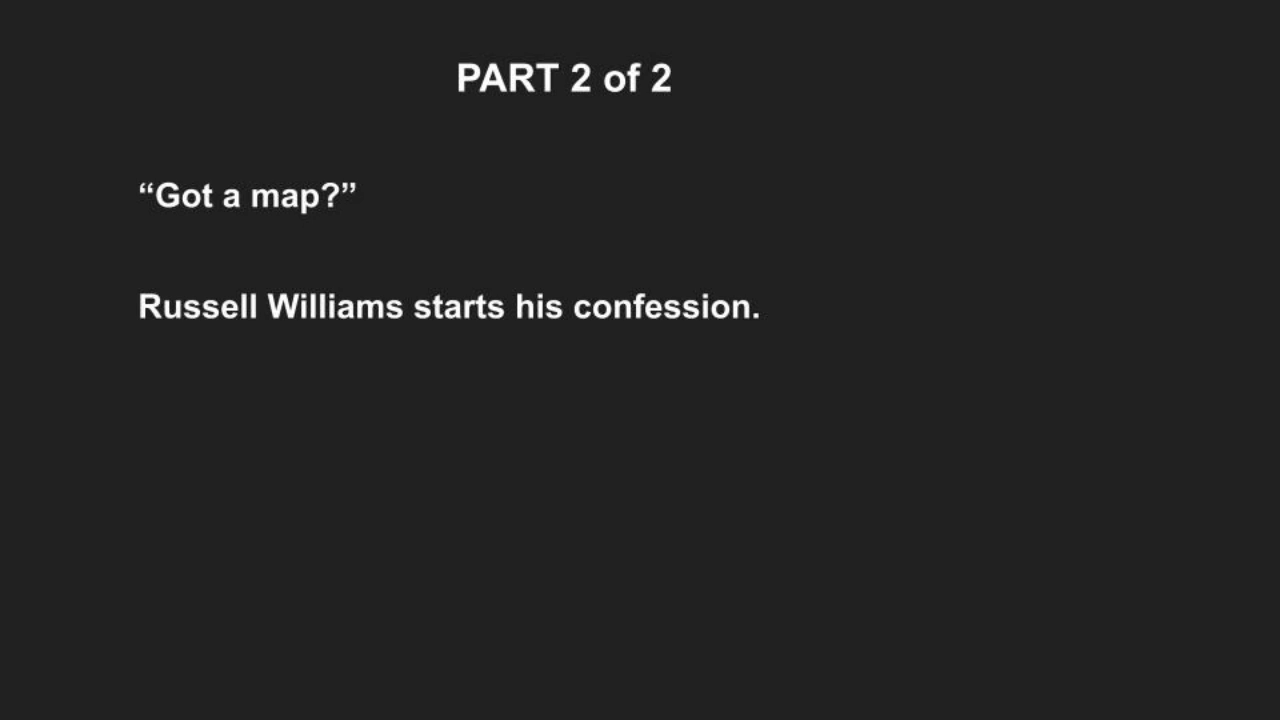 PART 2 of 2
“Got a map?”
Russell Williams starts his confession.